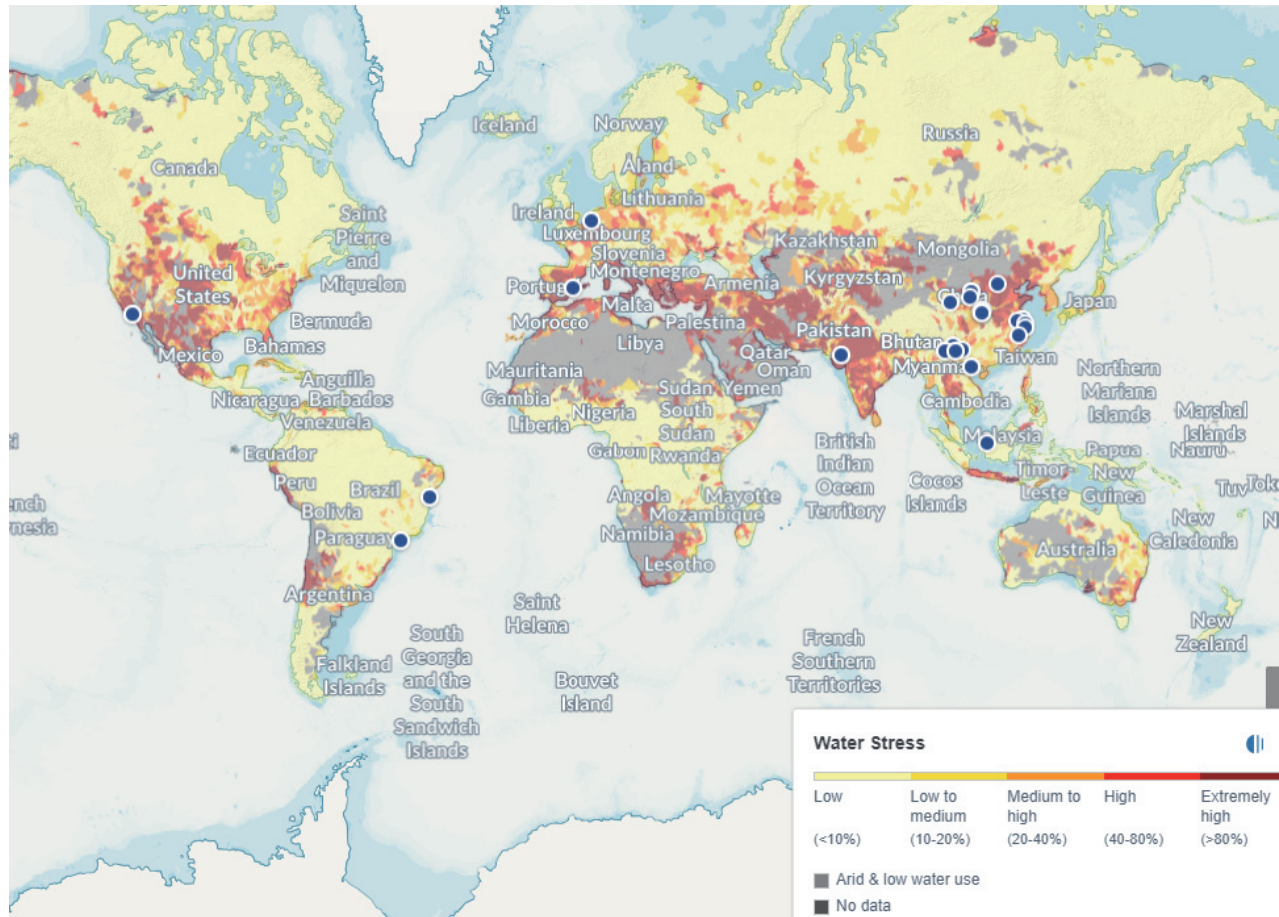 Iceland
Norway
Russia
Canada
Åland
Lithuania
Ireland
Saint
Pierre
and
Miquelon
Luxembourg
Slovenia
Montenegro
Kazakhstan
Mongolia
Kyrgyzstan
United
States
Armenia
Japan
Malta
Bermuda
Morocco
Palestina
Pakistan
Bahamas
Mexico
Libya
Qatar
Oman
Bhutan
Taiwan
Mauritania
Northern
Mariana
Islands
Anguilla
Barbados
Nicaragua
Venezuela
Gambia
Nigeria
Liberia
Sudan
Yemen
South
Sudan
Cambodia
Marshal
Islands
Malaysia
Ecuador
Gabon
Rwanda
British
Indian
Ocean
Territory
Papua
New
Guinea
Nauru
Peru
Brazil
Angola
Mayotte
Cocos
Islands
Timor-
Leste
Bolivia
Mozambique
Paraguay
Namibia
New
Caledonia
Australia
Lesotho
Argentina
Saint
Helena
New
Zealand
South
Georgia
and the
South
Sandwich
Islands
French
Southern
Territories
Falkland
Islands
Bouvet
Island
Water Stress
Low
Low to
medium
Medium to
high
High
Extremely
high
(<10%)
(10-20%)
(20-40%)
(40-80%)
(>80%)
Arid & low water use
No data